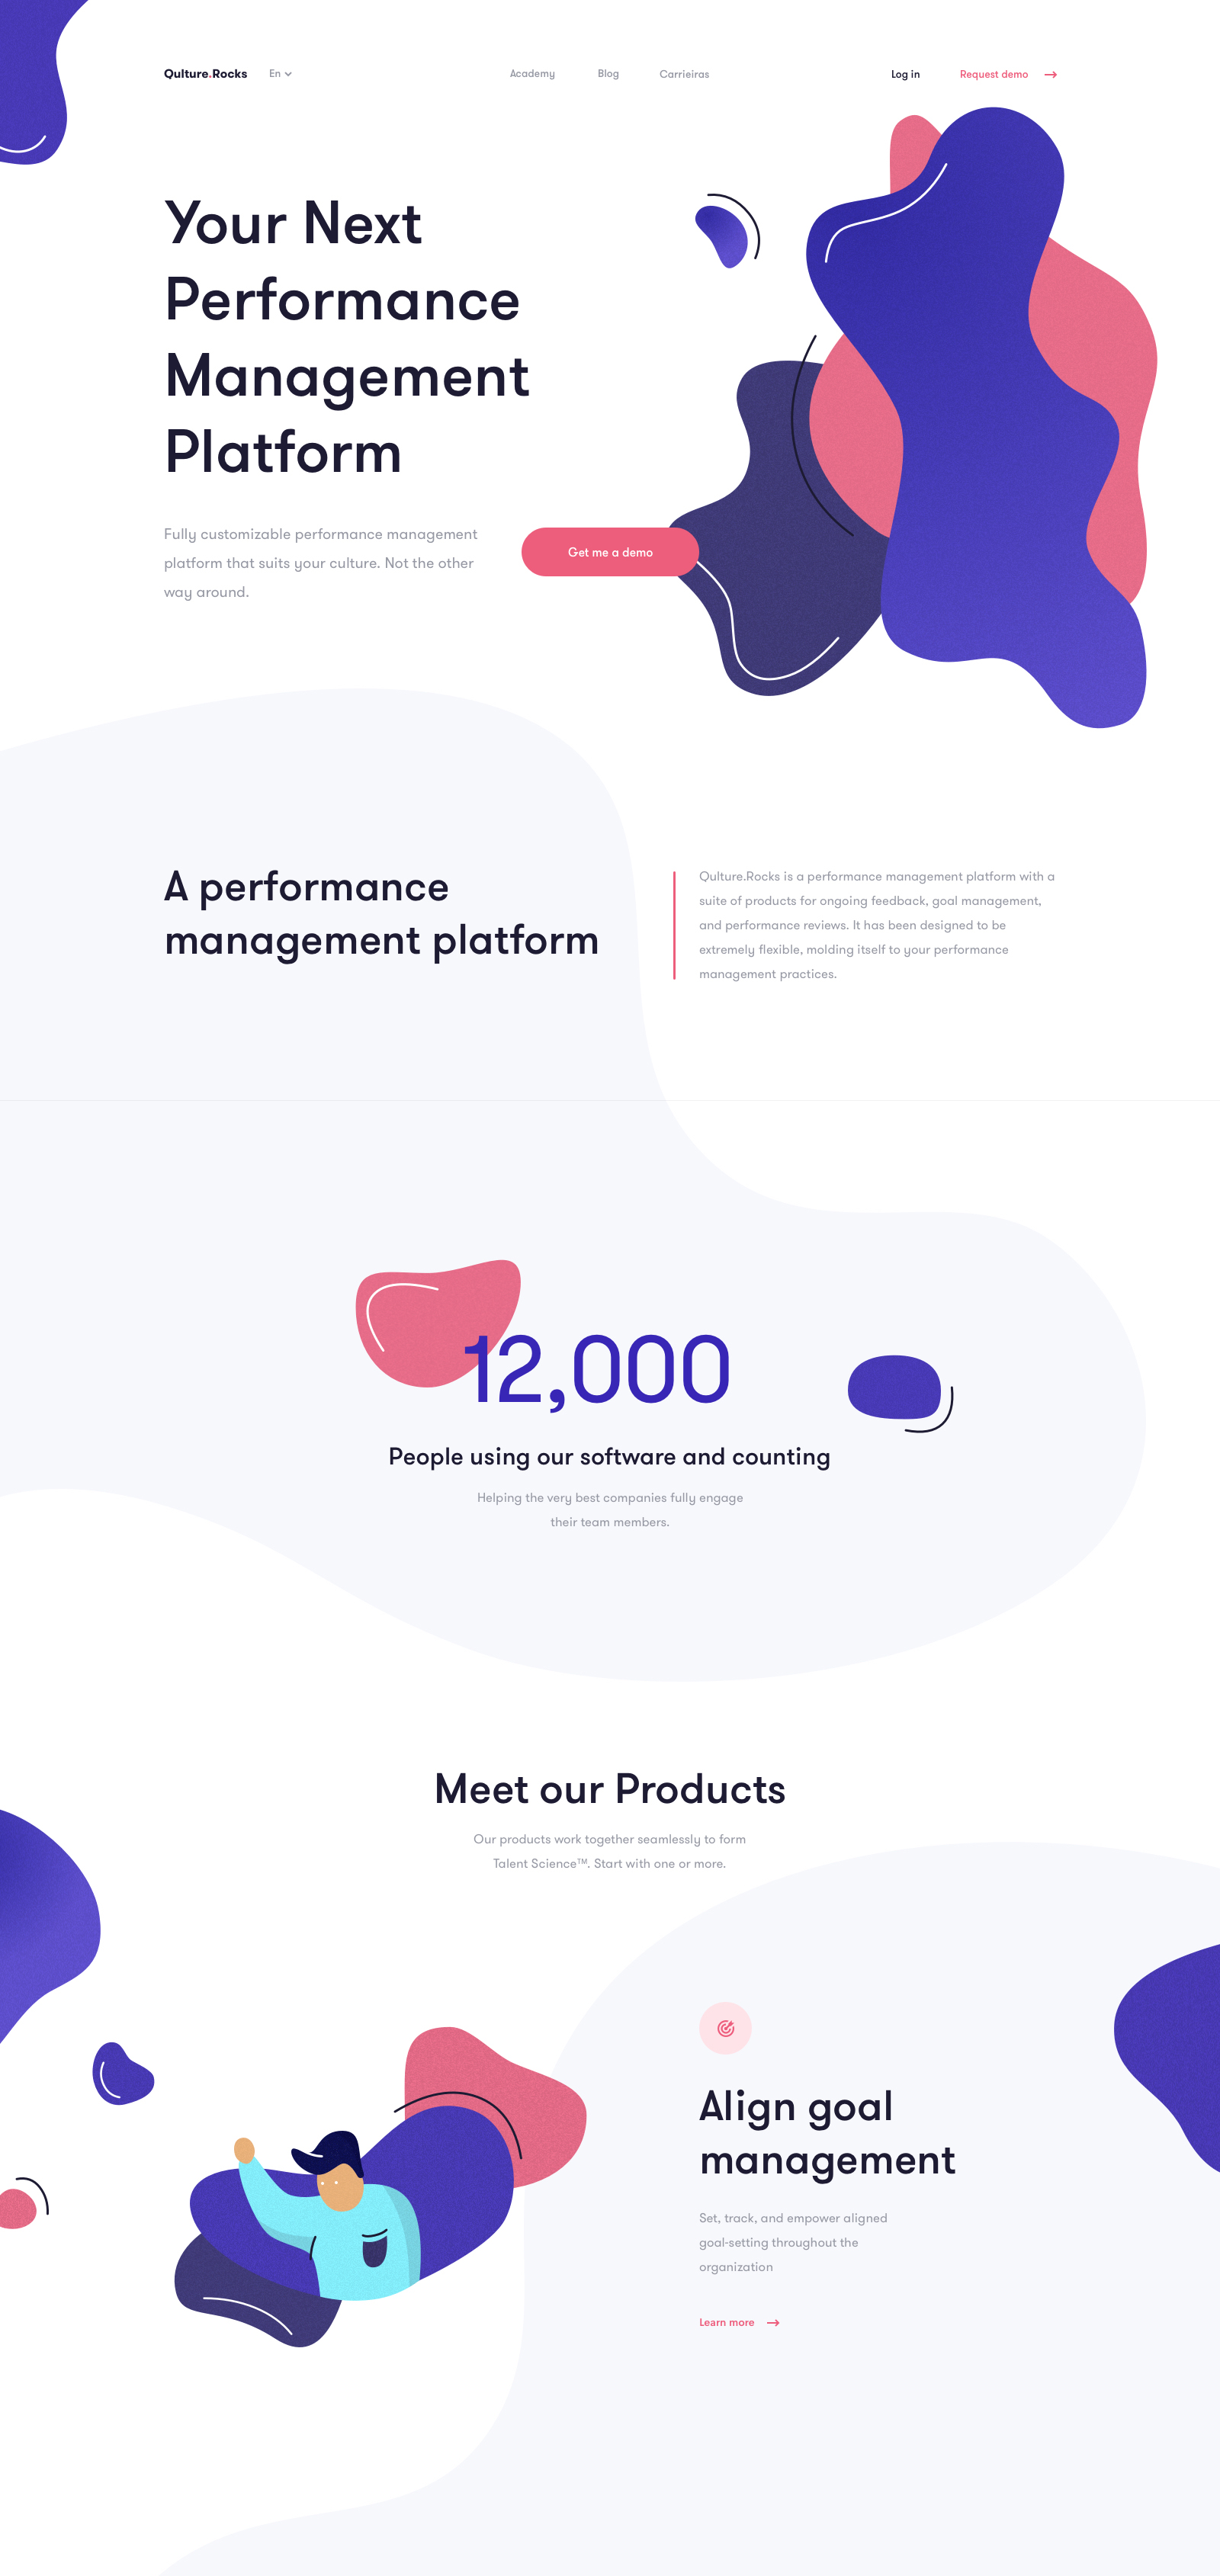 Qulture.Rocks En Academy Blog Carrieiras Log in Request demo
Your Next
Performance
Management
Platform
Fully customizable performance management
platform that suits your culture. Not the other
way around.
Get me a demo
A performance
management platform
Qulture.Rocks is a performance management platform with a
suite of products for ongoing feedback, goal management,
and performance reviews. It has been designed to be
extremely flexible, molding itself to your performance
management practices.
12,000
People using our software and counting
Helping the very best companies fully engage
their team members.
Meet our Products
Our products work together seamlessly to form
Talent Science™. Start with one or more.
Align goal
management
Set, track, and empower aligned
goal-setting throughout the
organization
Learn more